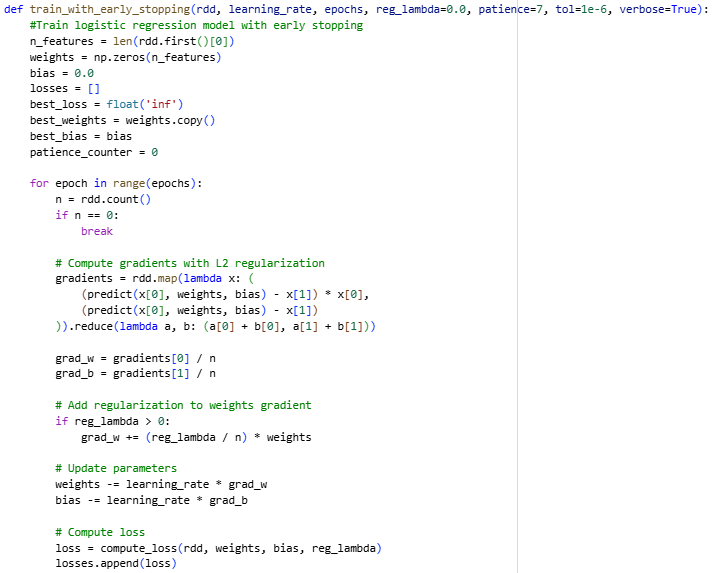 def train_with_early_stopping(rdd, learning_rate, epochs, reg_lambda=0.0, patience=7, tol=1e-6, verbose=True):
    #Train logistic regression model with early stopping
    n_features = len(rdd.first()[0])
    weights = np.zeros(n_features)
    bias = 0.0
    losses = []
    best_loss = float('inf')
    best_weights = weights.copy()
    best_bias = bias
    patience_counter = 0

    for epoch in range(epochs):
        n = rdd.count()
        if n == 0:
            break

        # Compute gradients with L2 regularization
        gradients = rdd.map(lambda x: (
            (predict(x[0], weights, bias) - x[1]) * x[0],
            (predict(x[0], weights, bias) - x[1])
        )).reduce(lambda a, b: (a[0] + b[0], a[1] + b[1]))

        grad_w = gradients[0] / n
        grad_b = gradients[1] / n

        # Add regularization to weights gradient
        if reg_lambda > 0:
            grad_w += (reg_lambda / n) * weights

        # Update parameters
        weights -= learning_rate * grad_w
        bias -= learning_rate * grad_b

        # Compute loss
        loss = compute_loss(rdd, weights, bias, reg_lambda)
        losses.append(loss)